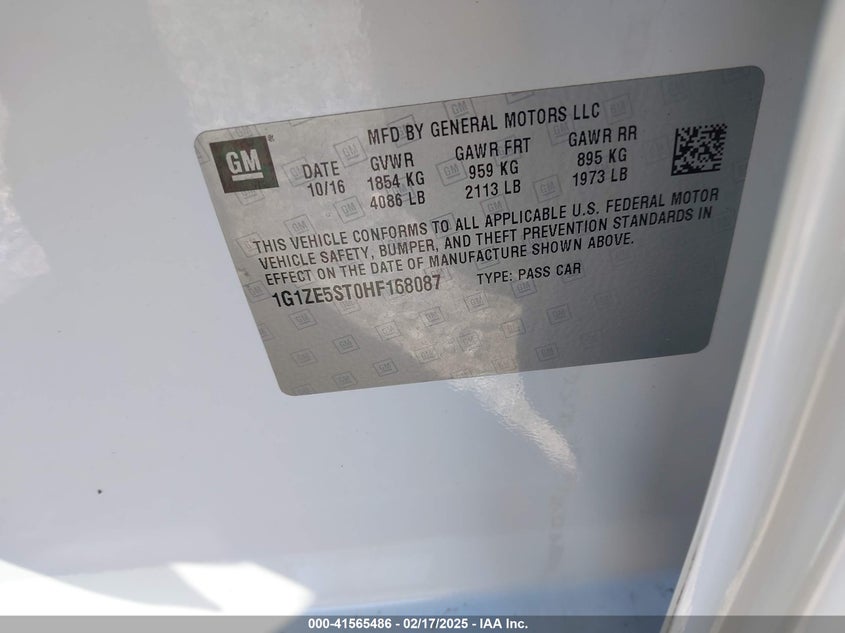 GM
MFD BY GENERAL MOTORS LLC
DATE GVWR GAWR FRT GAWR RR
10/16 1854 KG 959 KG 895 KG
4086 LB 2113 LB 1973 LB
THIS VEHICLE CONFORMS TO ALL APPLICABLE U.S. FEDERAL MOTOR
VEHICLE SAFETY, BUMPER, AND THEFT PREVENTION STANDARDS IN
EFFECT ON THE DATE OF MANUFACTURE SHOWN ABOVE.
1G1ZE5ST0HF168087 TYPE: PASS CAR
000-41565486 - 02/17/2025 - IAA Inc.